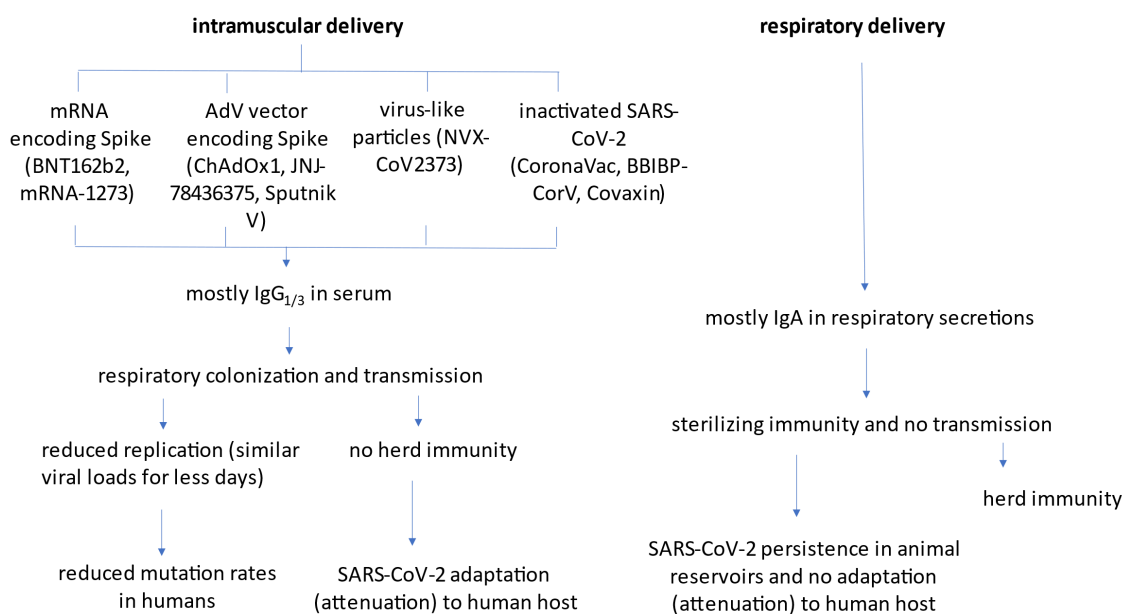 intramuscular delivery
respiratory delivery
mRNA
encoding Spike
(BNT162b2,
mRNA-1273)
AdV vector
encoding Spike
(ChAdOx1, JNJ-
78436375, Sputnik
V)
virus-like
particles (NVX-
CoV2373)
inactivated SARS-
CoV-2
(CoronaVac, BBIBP-
CorV, Covaxin)
mostly IgG1/3 in serum
mostly IgA in respiratory secretions
respiratory colonization and transmission
sterilizing immunity and no transmission
reduced replication (similar
viral loads for less days)
no herd immunity
herd immunity
reduced mutation rates
in humans
SARS-CoV-2 adaptation
(attenuation) to human host
SARS-CoV-2 persistence in animal
reservoirs and no adaptation
(attenuation) to human host